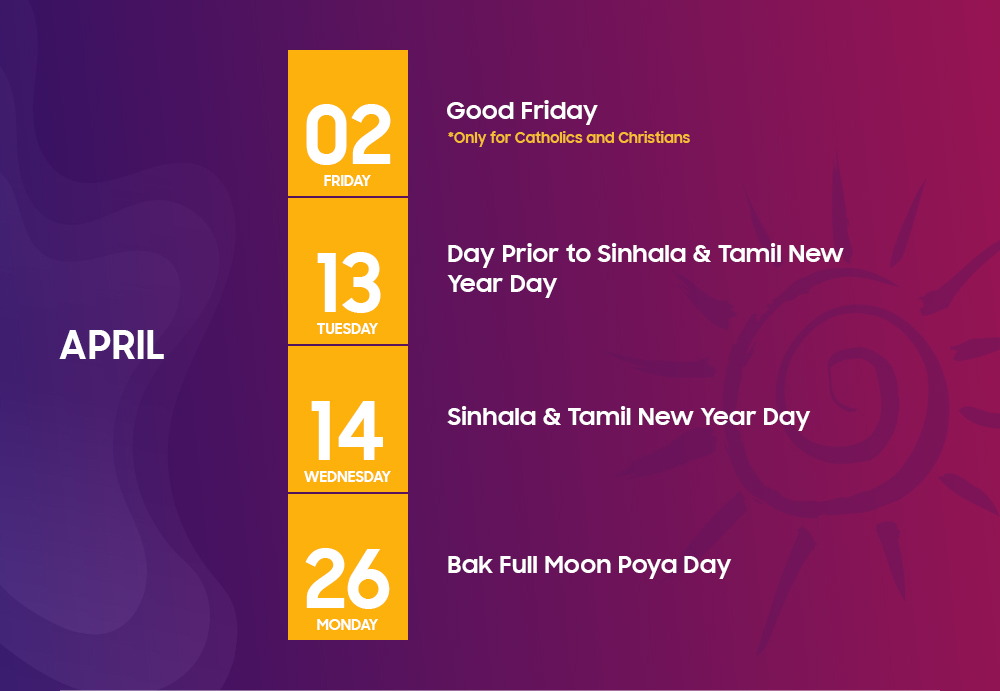 APRIL
02
FRIDAY
Good Friday
*Only for Catholics and Christians
13
TUESDAY
Day Prior to Sinhala & Tamil New
Year Day
14
WEDNESDAY
Sinhala & Tamil New Year Day
26
MONDAY
Bak Full Moon Poya Day